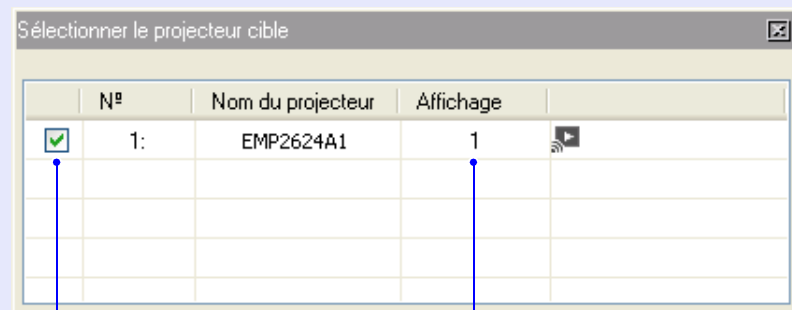 Sélectionner le projecteur cible
Nº Nom du projecteur Affichage
1: EMP2624A1 1